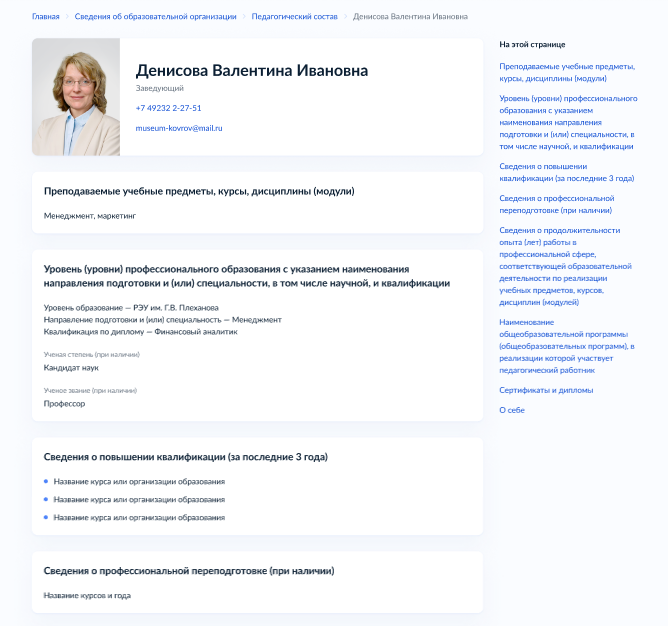 Главная
Сведения об образовательной организации
Педагогический состав
Денисова Валентина Ивановна
Денисова Валентина Ивановна
Заведующий
+7 49232 2-27-51
museum-kovrov@mail.ru
Преподаваемые учебные предметы, курсы, дисциплины (модули)
Менеджмент, маркетинг
Уровень (уровни) профессионального образования с указанием наименования
направления подготовки и (или) специальности, в том числе научной, и квалификации
Уровень образование — РЭУ им. Г.В. Плеханова
Направление подготовки и (или) специальность — Менеджмент
Квалификация по диплому — Финансовый аналитик
Ученая степень (при наличии)
Кандидат наук
Ученое звание (при наличии)
Профессор
Сведения о повышении квалификации (за последние 3 года)
Название курса или организации образования
Название курса или организации образования
Название курса или организации образования
Сведения о профессиональной переподготовке (при наличии)
Название курсов и года
На этой странице
Преподаваемые учебные предметы,
курсы, дисциплины (модули)
Уровень (уровни) профессионального
образования с указанием
наименования направления
подготовки и (или) специальности, в
том числе научной, и квалификации
Сведения о повышении
квалификации (за последние 3 года)
Сведения о профессиональной
переподготовке (при наличии)
Сведения о продолжительности
опыта (лет) работы в
профессиональной сфере,
соответствующей образовательной
деятельности по реализации
учебных предметов, курсов,
дисциплин (модулей)
Наименование
общеобразовательной программы
(общеобразовательных программ), в
реализации которой участвует
педагогический работник
Сертификаты и дипломы
О себе